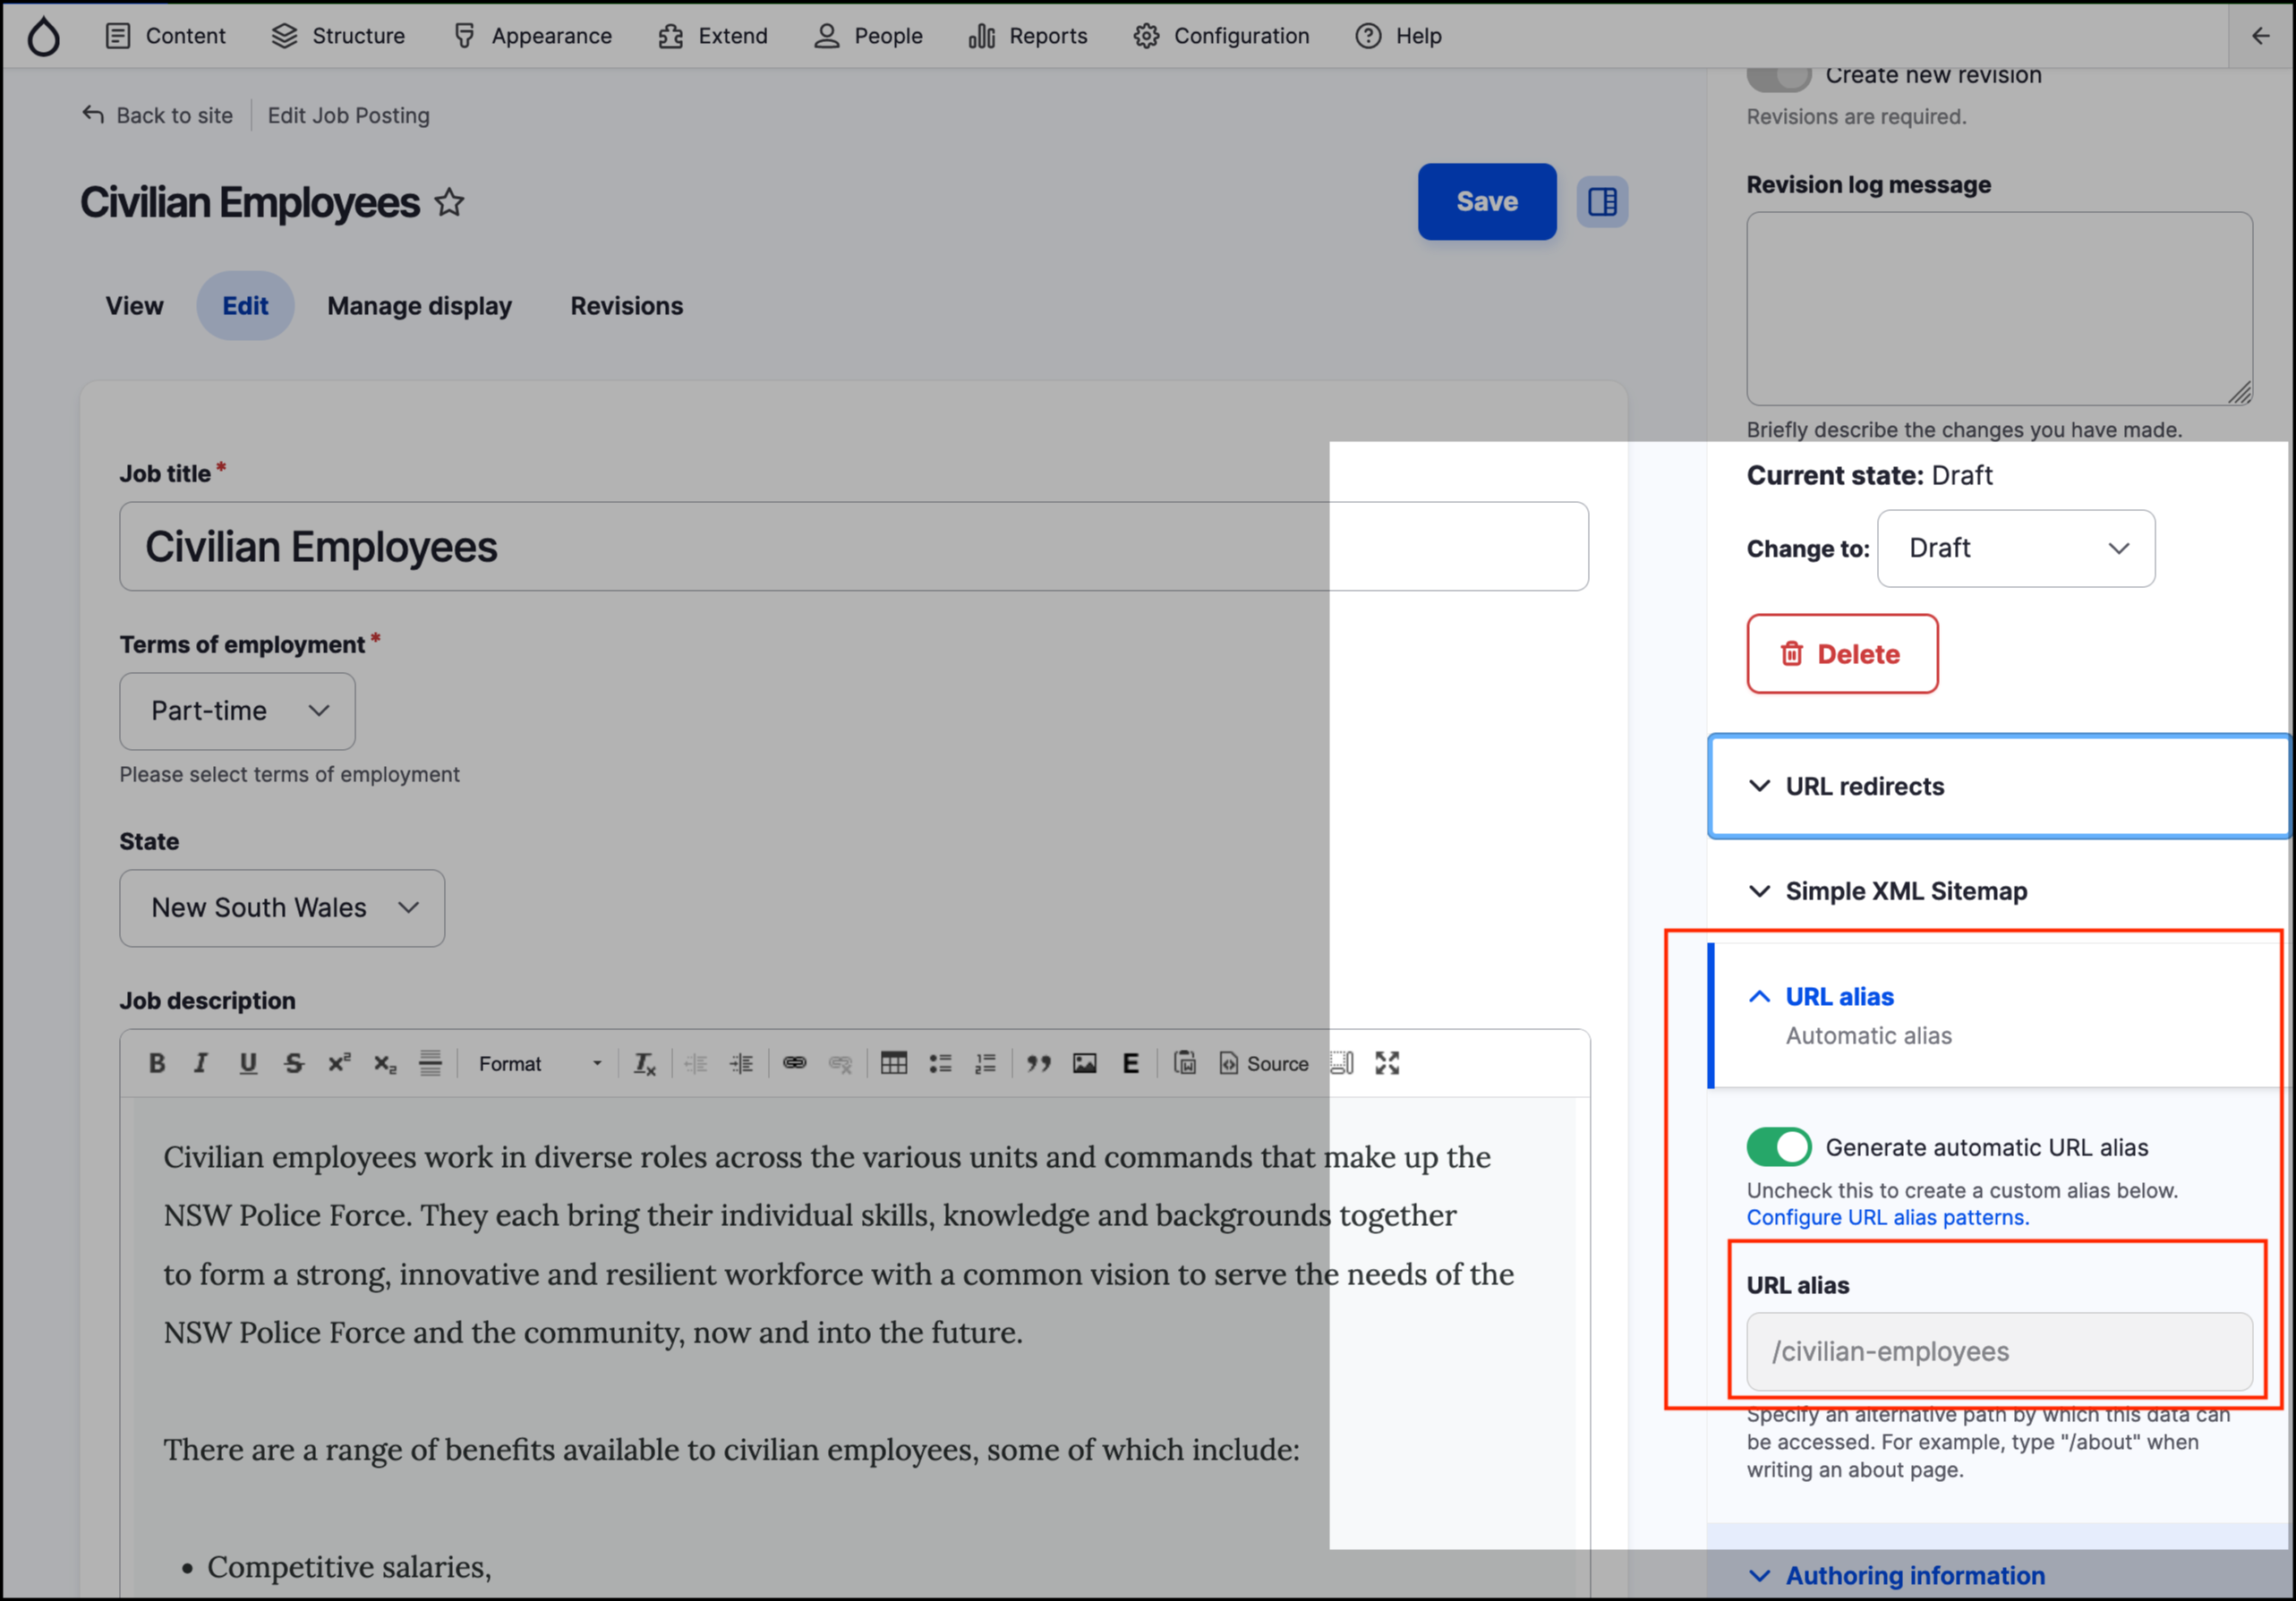 Content
Structure
Appearance
Extend
People
Reports
Configuration
Help
Back to site
Edit Job Posting
Civilian Employees
Save
View
Edit
Manage display
Revisions
Job title *
Civilian Employees
Terms of employment *
Part-time
Please select terms of employment
State
New South Wales
Job description
B I U S x² x₂
Format
Source
Civilian employees work in diverse roles across the various units and commands that make up the
NSW Police Force. They each bring their individual skills, knowledge and backgrounds together
to form a strong, innovative and resilient workforce with a common vision to serve the needs of the
NSW Police Force and the community, now and into the future.
There are a range of benefits available to civilian employees, some of which include:
• Competitive salaries,
Create new revision
Revisions are required.
Revision log message
Briefly describe the changes you have made.
Current state: Draft
Change to: Draft
Delete
URL redirects
Simple XML Sitemap
URL alias
Automatic alias
Generate automatic URL alias
Uncheck this to create a custom alias below.
Configure URL alias patterns.
URL alias
/civilian-employees
Specify an alternative path by which this data can
be accessed. For example, type "/about" when
writing an about page.
Authoring information